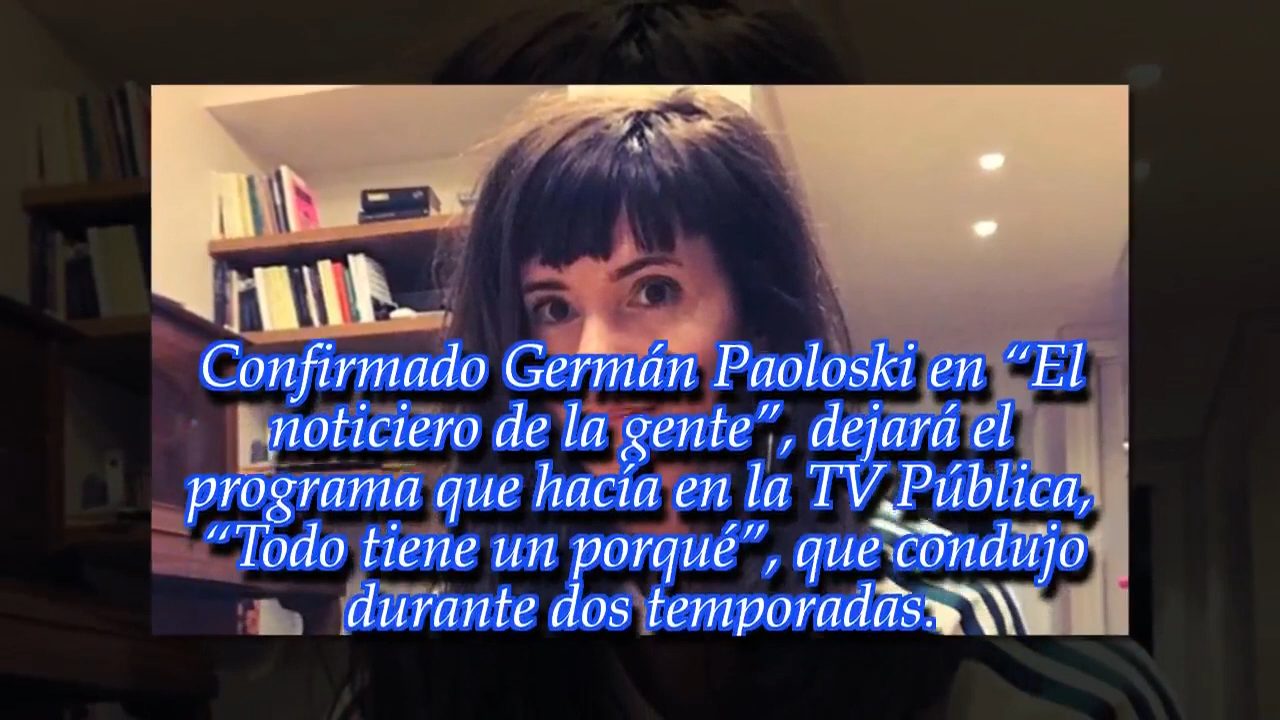 Confirmado Germán Paoloski en “El
noticiero de la gente”, dejará el
programa que hacía en la TV Pública,
“Todo tiene un porqué”, que condujo
durante dos temporadas.